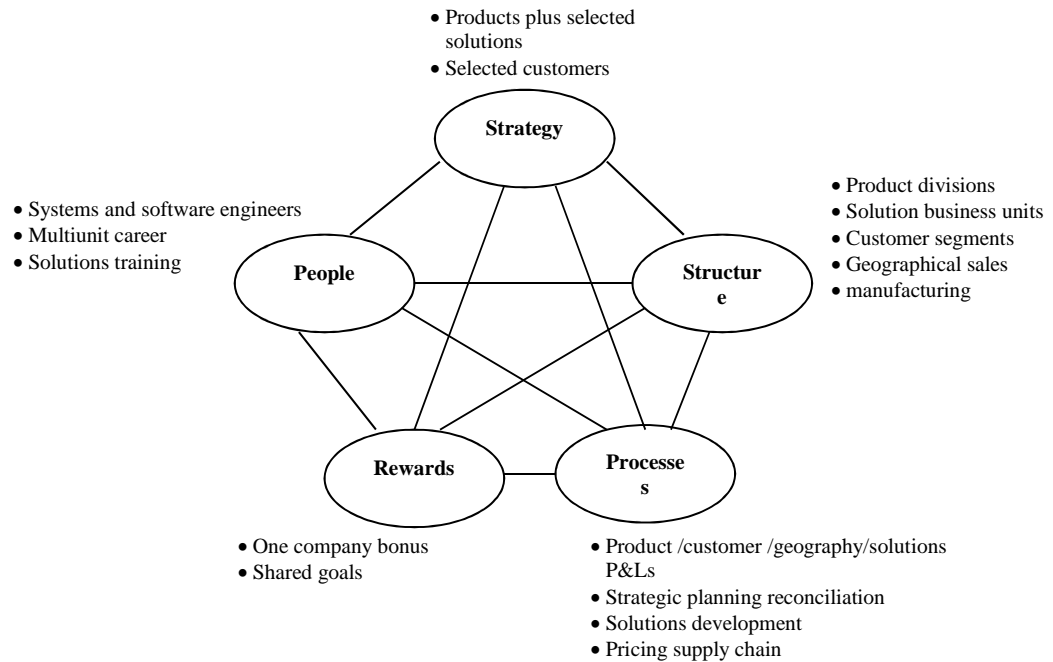 • Products plus selected
solutions
• Selected customers
Strategy
• Systems and software engineers
• Multiunit career
• Solutions training
People
Structur
e
• Product divisions
• Solution business units
• Customer segments
• Geographical sales
• manufacturing
Rewards
Processe
s
• One company bonus
• Shared goals
• Product /customer /geography/solutions
P&Ls
• Strategic planning reconciliation
• Solutions development
• Pricing supply chain